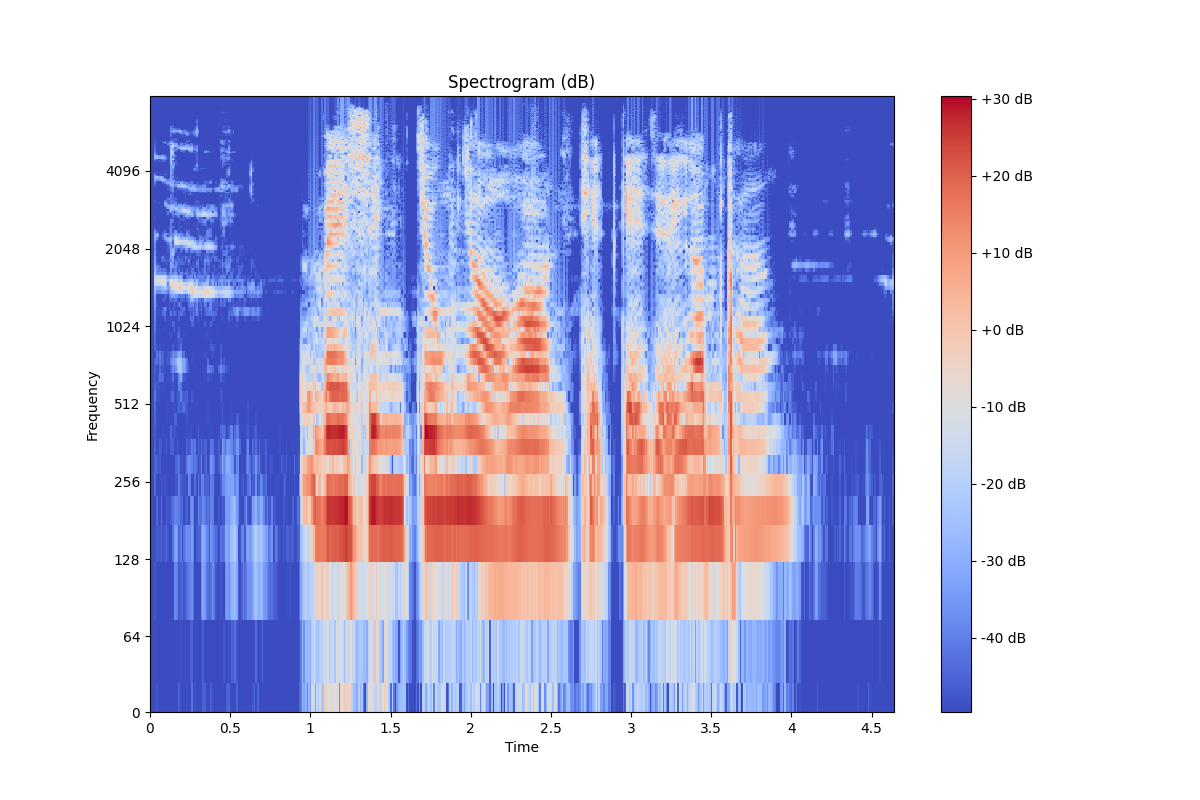 Spectrogram (dB)
+30 dB
+20 dB
+10 dB
+0 dB
-10 dB
-20 dB
-30 dB
-40 dB
Frequency
4096
2048
1024
512
256
128
64
0
0 0.5 1 1.5 2 2.5 3 3.5 4 4.5
Time